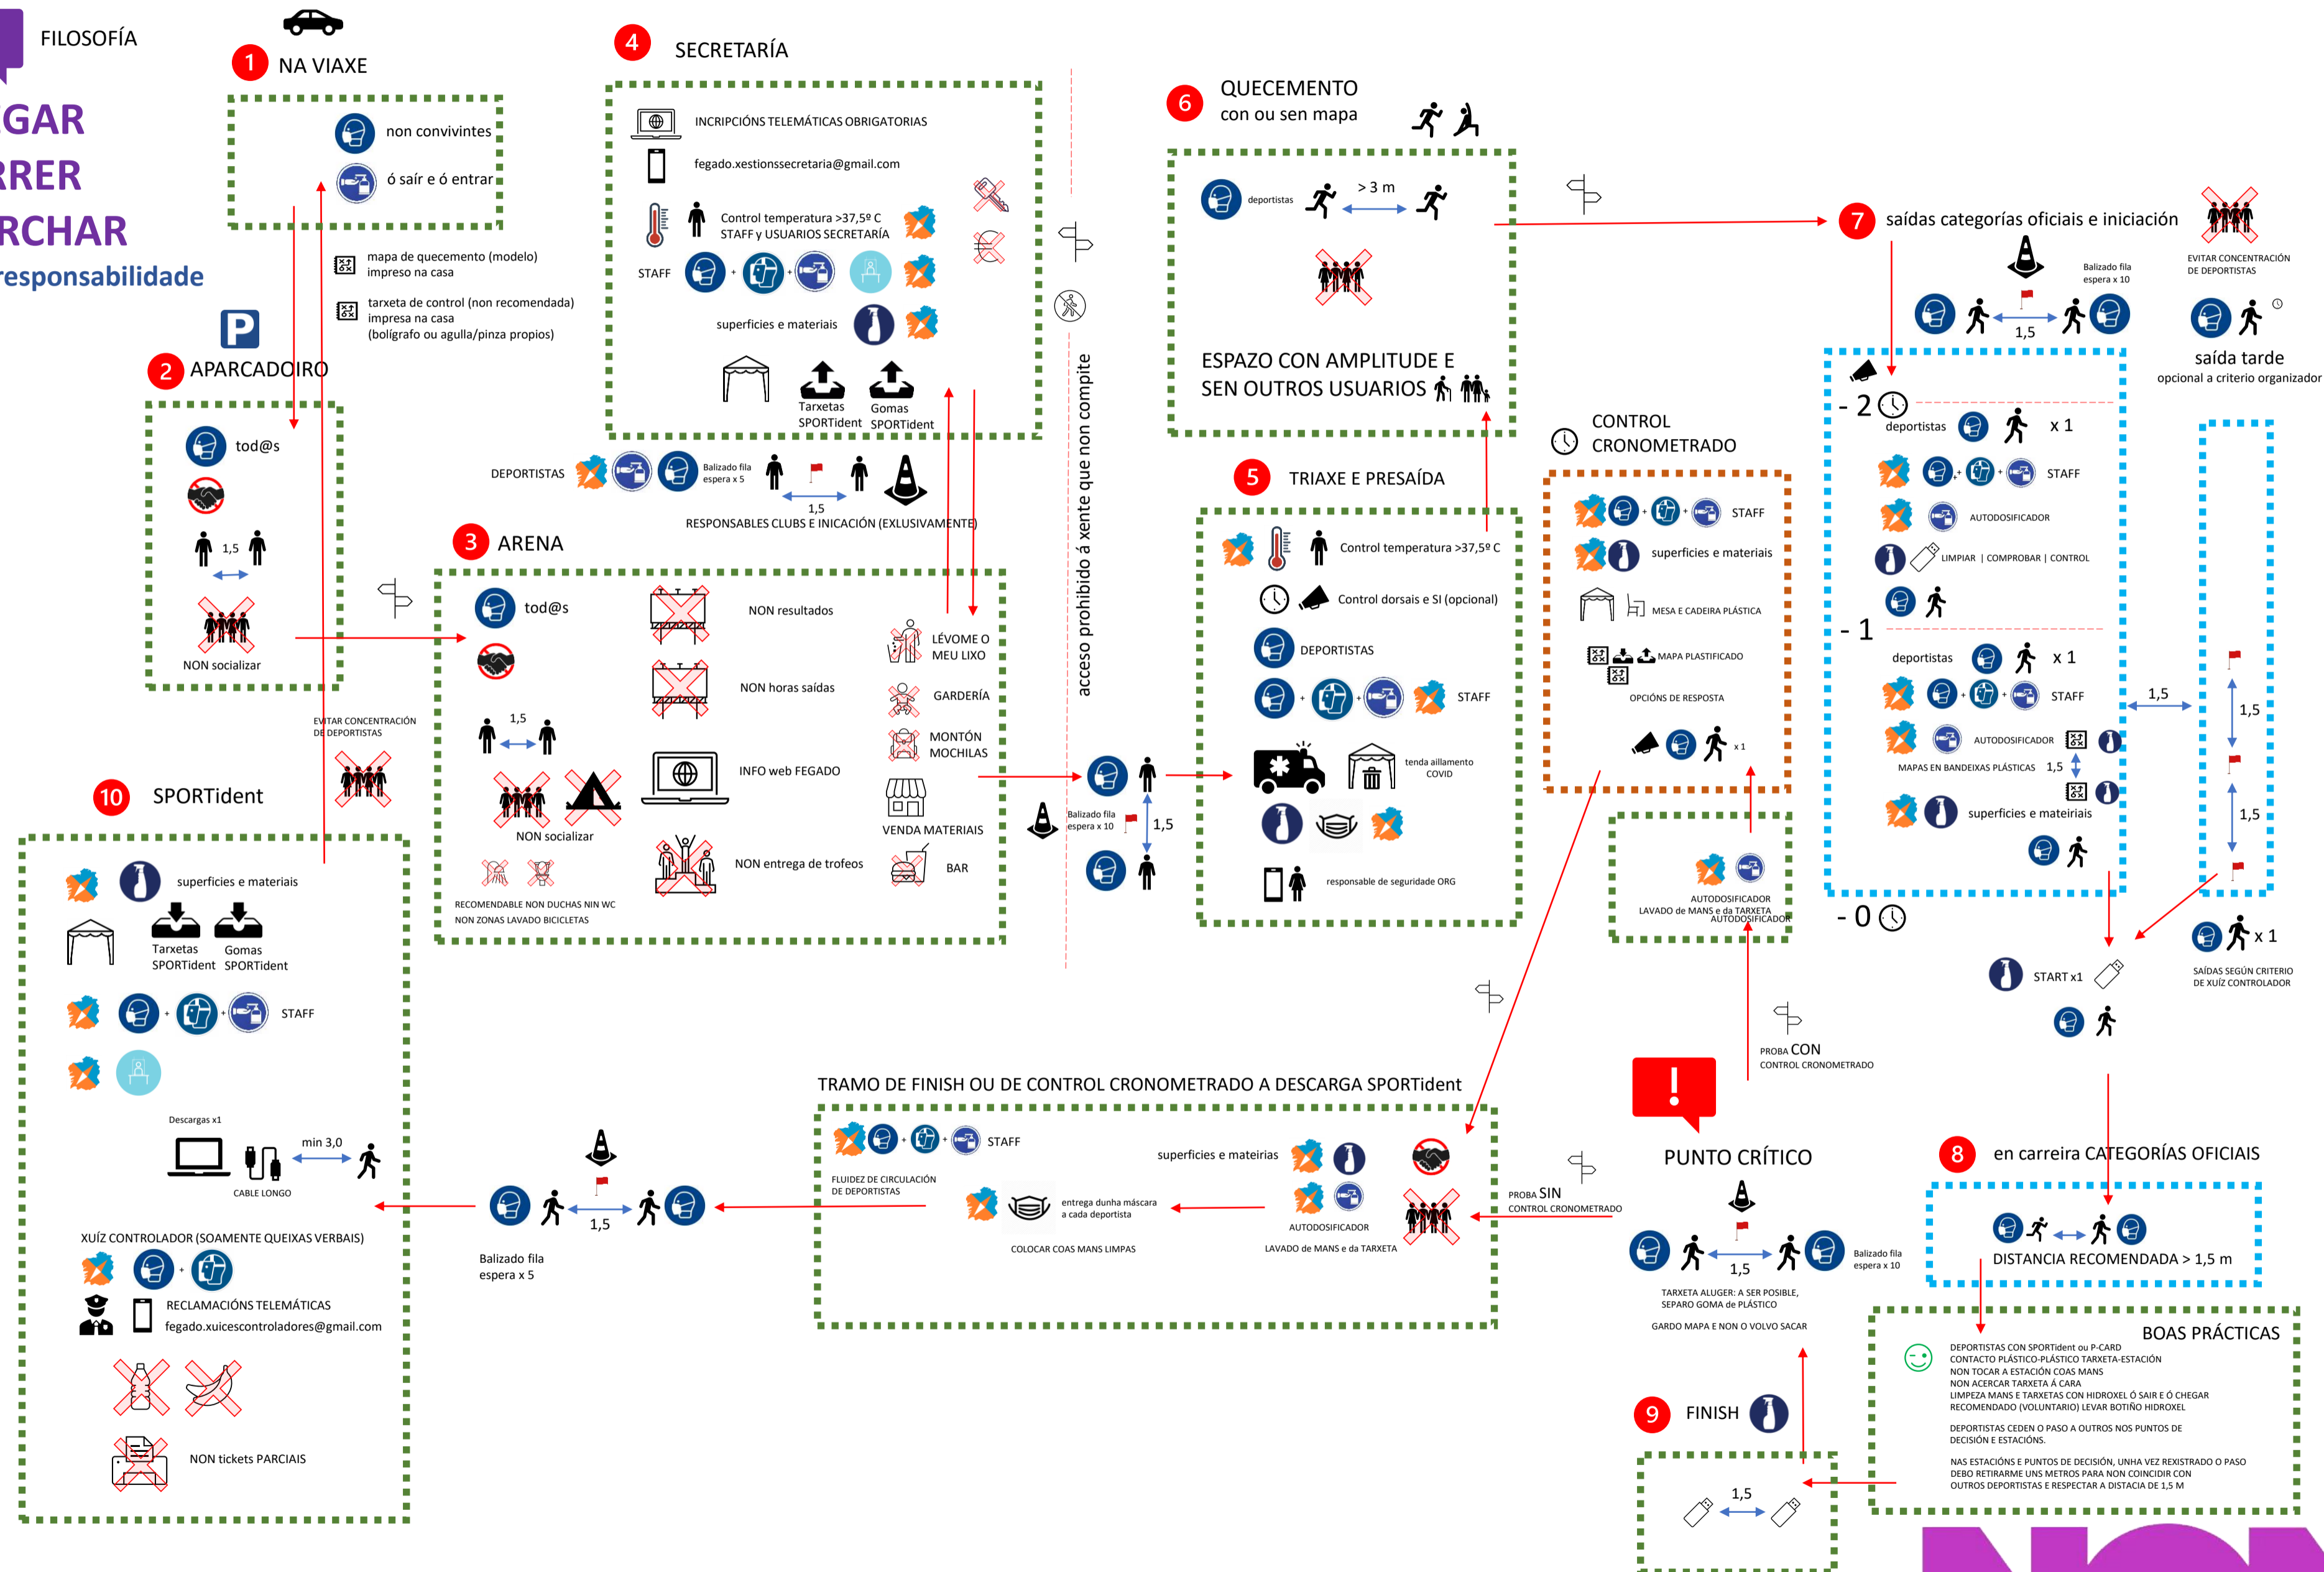 FILOSOFÍA
EGAR
RRER
RCHAR
responsabilidade
1 NA VIAXE
non convivintes
ó saír e ó entrar
mapa de quecemento (modelo)
impreso na casa
tarxeta de control (non recomendada)
impresa na casa
(bolígrafo ou agulla/pinza propios)
P
2 APARCADOIRO
tod@s
1,5
NON socializar
EVITAR CONCENTRACIÓN
DE DEPORTISTAS
3 ARENA
tod@s
1,5
NON socializar
RECOMENDABLE NON DUCHAS NIN WC
NON ZONAS LAVADO BICICLETAS
NON resultados
NON horas saídas
INFO web FEGADO
NON entrega de trofeos
LÉVOME O
MEU LIXO
GARDERÍA
MONTÓN
MOCHILAS
VENDA MATERIAIS
BAR
4 SECRETARÍA
INCRIPCIÓNS TELEMÁTICAS OBRIGATORIAS
fegado.xestionssecretaria@gmail.com
Control temperatura >37,5º C
STAFF y USUARIOS SECRETARÍA
STAFF
+
+
superficies e materiais
Tarxetas
SPORTident
Gomas
SPORTident
DEPORTISTAS
Balizado fila
espera x 5
1,5
RESPONSABLES CLUBS E INICACIÓN (EXLUSIVAMENTE)
acceso prohibido á xente que non compite
Balizado fila
espera x 10
1,5
5 TRIAXE E PRESAÍDA
Control temperatura >37,5º C
Control dorsais e SI (opcional)
DEPORTISTAS
+
+
STAFF
tenda aillamento
COVID
responsable de seguridade ORG
6 QUECEMENTO
con ou sen mapa
deportistas
> 3 m
ESPAZO CON AMPLITUDE E
SEN OUTROS USUARIOS
CONTROL
CRONOMETRADO
+
+
STAFF
superficies e materiais
MESA E CADEIRA PLÁSTICA
MAPA PLASTIFICADO
OPCIÓNS DE RESPOSTA
x 1
AUTODOSIFICADOR
LAVADO de MANS e da TARXETA
AUTODOSIFICADOR
7 saídas categorías oficiais e iniciación
Balizado fila
espera x 10
1,5
EVITAR CONCENTRACIÓN
DE DEPORTISTAS
saída tarde
opcional a criterio organizador
- 2
deportistas
x 1
+
+
STAFF
AUTODOSIFICADOR
LIMPIAR | COMPROBAR | CONTROL
- 1
deportistas
x 1
+
+
STAFF
AUTODOSIFICADOR
MAPAS EN BANDEIXAS PLÁSTICAS
1,5
superficies e mateiriais
- 0
1,5
1,5
1,5
x 1
SAÍDAS SEGÚN CRITERIO
DE XUÍZ CONTROLADOR
START x1
8 en carreira CATEGORÍAS OFICIAIS
DISTANCIA RECOMENDADA > 1,5 m
BOAS PRÁCTICAS
DEPORTISTAS CON SPORTident ou P-CARD
CONTACTO PLÁSTICO-PLÁSTICO TARXETA-ESTACIÓN
NON TOCAR A ESTACIÓN COAS MANS
NON ACERCAR TARXETA Á CARA
LIMPEZA MANS E TARXETAS CON HIDROXEL Ó SAIR E Ó CHEGAR
RECOMENDADO (VOLUNTARIO) LEVAR BOTIÑO HIDROXEL
DEPORTISTAS CEDEN O PASO A OUTROS NOS PUNTOS DE
DECISIÓN E ESTACIÓNS.
NAS ESTACIÓNS E PUNTOS DE DECISIÓN, UNHA VEZ REXISTRADO O PASO
DEBO RETIRARME UNS METROS PARA NON COINCIDIR CON
OUTROS DEPORTISTAS E RESPECTAR A DISTACIA DE 1,5 M
9 FINISH
1,5
!
PUNTO CRÍTICO
1,5
Balizado fila
espera x 10
TARXETA ALUGER: A SER POSIBLE,
SEPARO GOMA de PLÁSTICO
GARDO MAPA E NON O VOLVO SACAR
PROBA CON
CONTROL CRONOMETRADO
PROBA SIN
CONTROL CRONOMETRADO
TRAMO DE FINISH OU DE CONTROL CRONOMETRADO A DESCARGA SPORTident
+
+
STAFF
FLUIDEZ DE CIRCULACIÓN
DE DEPORTISTAS
superficies e mateirias
AUTODOSIFICADOR
LAVADO de MANS e da TARXETA
entrega dunha máscara
a cada deportista
COLOCAR COAS MANS LIMPAS
1,5
Balizado fila
espera x 5
10 SPORTident
superficies e materiais
Tarxetas
SPORTident
Gomas
SPORTident
+
+
STAFF
Descargas x1
min 3,0
CABLE LONGO
XUÍZ CONTROLADOR (SOAMENTE QUEIXAS VERBAIS)
+
RECLAMACIÓNS TELEMÁTICAS
fegado.xuicescontroladores@gmail.com
NON tickets PARCIAIS